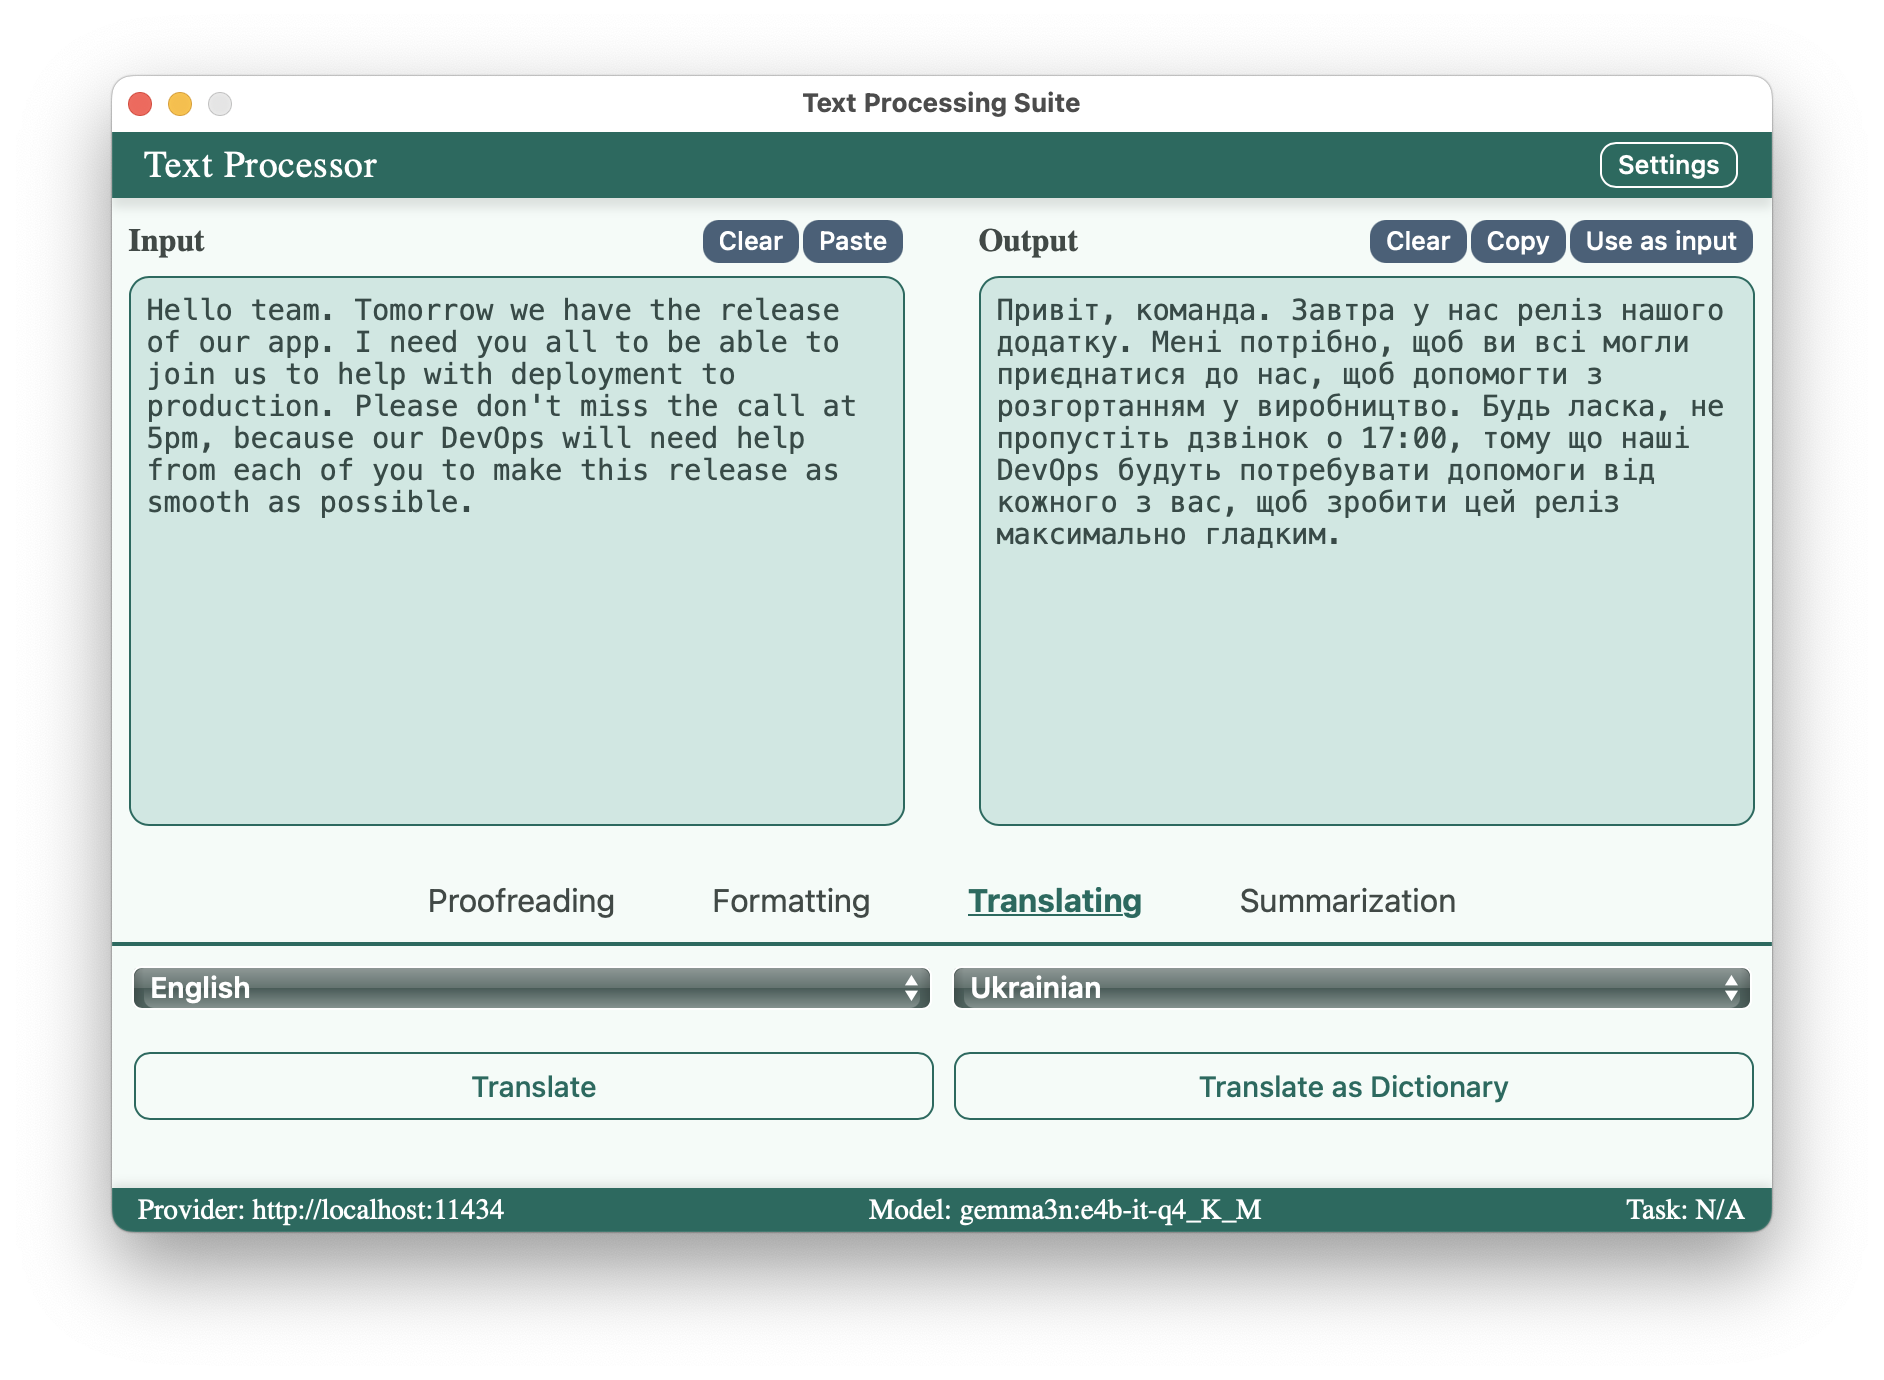 Text Processing Suite
Text Processor
Settings
Input
Clear
Paste
Hello team. Tomorrow we have the release
of our app. I need you all to be able to
join us to help with deployment to
production. Please don't miss the call at
5pm, because our DevOps will need help
from each of you to make this release as
smooth as possible.
Output
Clear
Copy
Use as input
Привіт, команда. Завтра у нас реліз нашого
додатку. Мені потрібно, щоб ви всі могли
приєднатися до нас, щоб допомогти з
розгортанням у виробництво. Будь ласка, не
пропустіть дзвінок о 17:00, тому що наші
DevOps будуть потребувати допомоги від
кожного з вас, щоб зробити цей реліз
максимально гладким.
Proofreading
Formatting
Translating
Summarization
English
Ukrainian
Translate
Translate as Dictionary
Provider: http://localhost:11434
Model: gemma3n:e4b-it-q4_K_M
Task: N/A